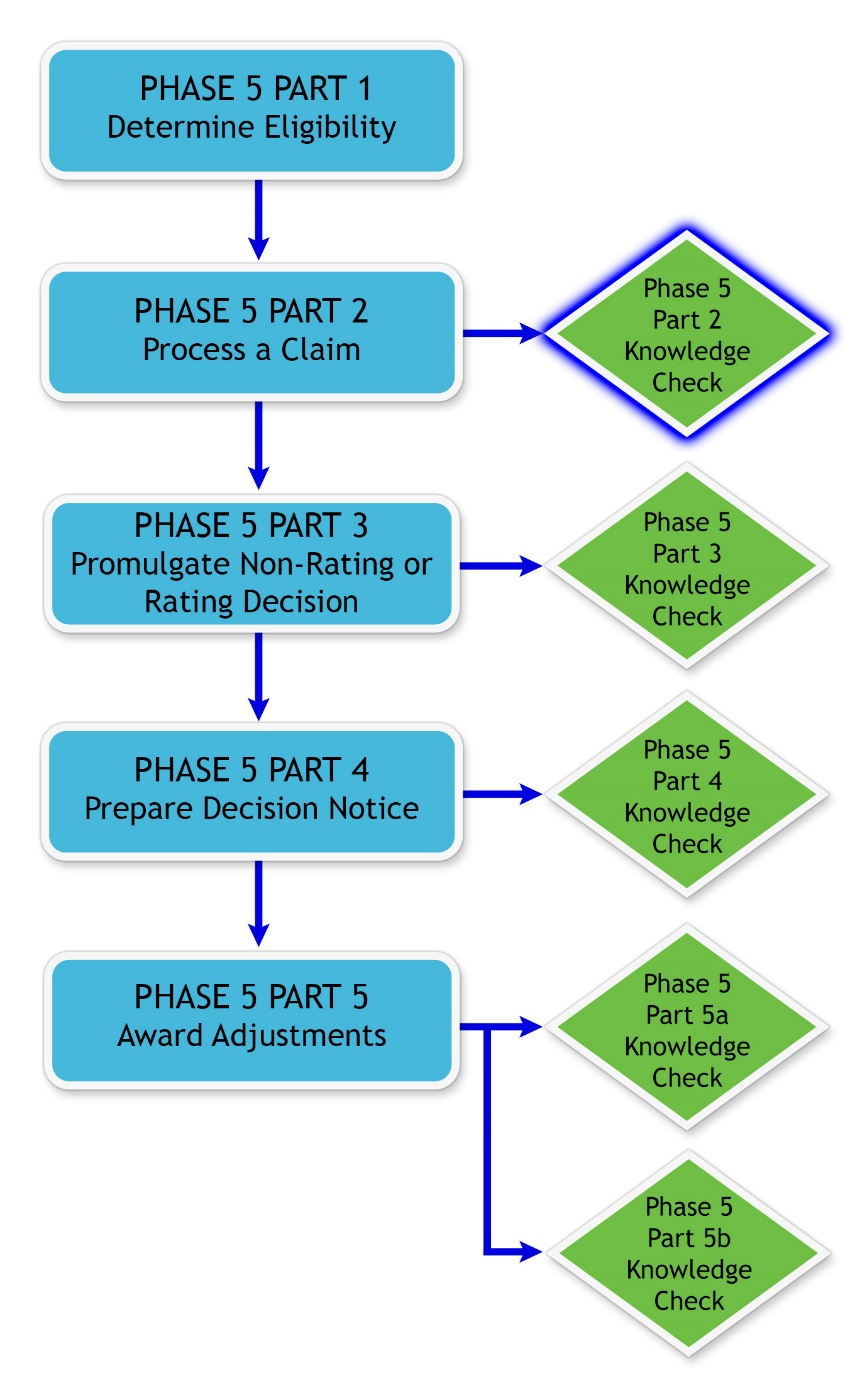 PHASE 5 PART 1
Determine Eligibility
PHASE 5 PART 2
Process a Claim
Phase 5
Part 2
Knowledge
Check
PHASE 5 PART 3
Promulgate Non-Rating or
Rating Decision
Phase 5
Part 3
Knowledge
Check
PHASE 5 PART 4
Prepare Decision Notice
Phase 5
Part 4
Knowledge
Check
PHASE 5 PART 5
Award Adjustments
Phase 5
Part 5a
Knowledge
Check
Phase 5
Part 5b
Knowledge
Check